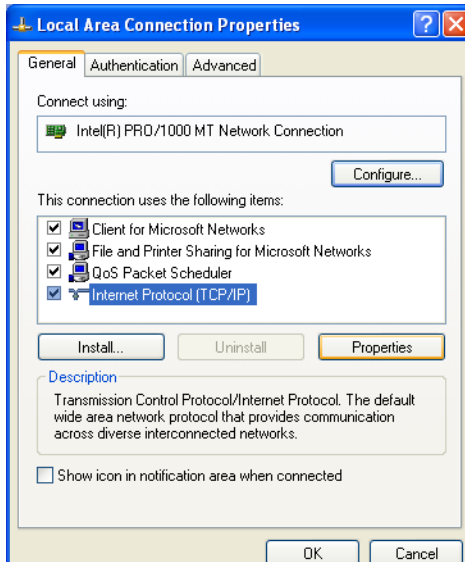 Local Area Connection Properties
General Authentication Advanced
Connect using:
Intel(R) PRO/1000 MT Network Connection
Configure...
This connection uses the following items:
Client for Microsoft Networks
File and Printer Sharing for Microsoft Networks
QoS Packet Scheduler
Internet Protocol (TCP/IP)
Install... Uninstall Properties
Description
Transmission Control Protocol/Internet Protocol. The default
wide area network protocol that provides communication
across diverse interconnected networks.
Show icon in notification area when connected
OK Cancel